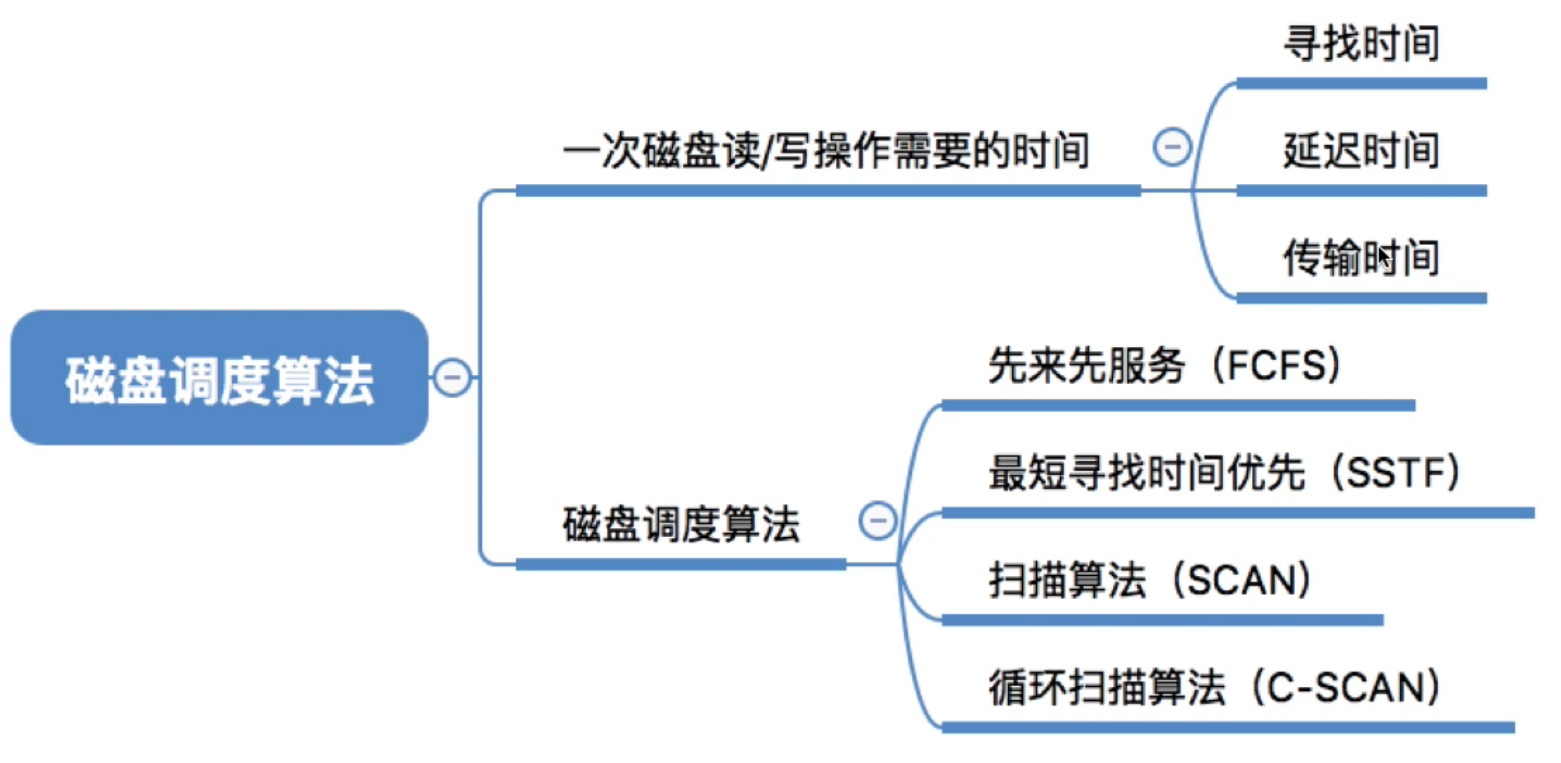 磁盘调度算法
一次磁盘读/写操作需要的时间
寻找时间
延迟时间
传输时间
磁盘调度算法
先来先服务（FCFS）
最短寻找时间优先（SSTF）
扫描算法（SCAN）
循环扫描算法（C-SCAN）